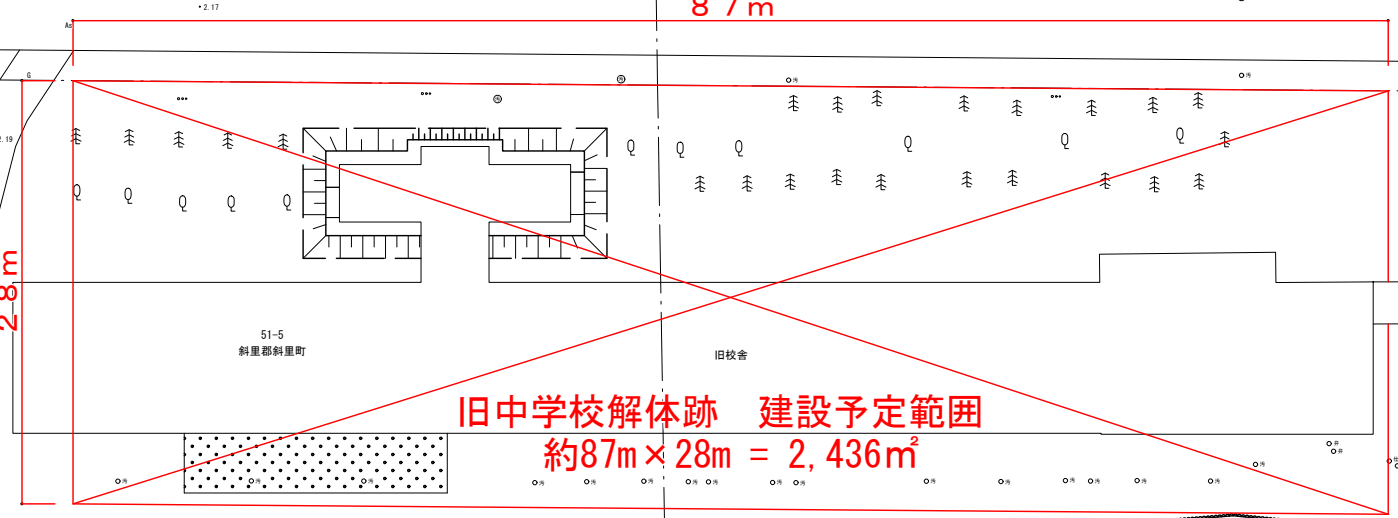 2.17
87m
As
G
2.19
28m
51-5
斜里郡斜里町
旧校舎
旧中学校解体跡 建設予定範囲
約87m×28m = 2,436㎡